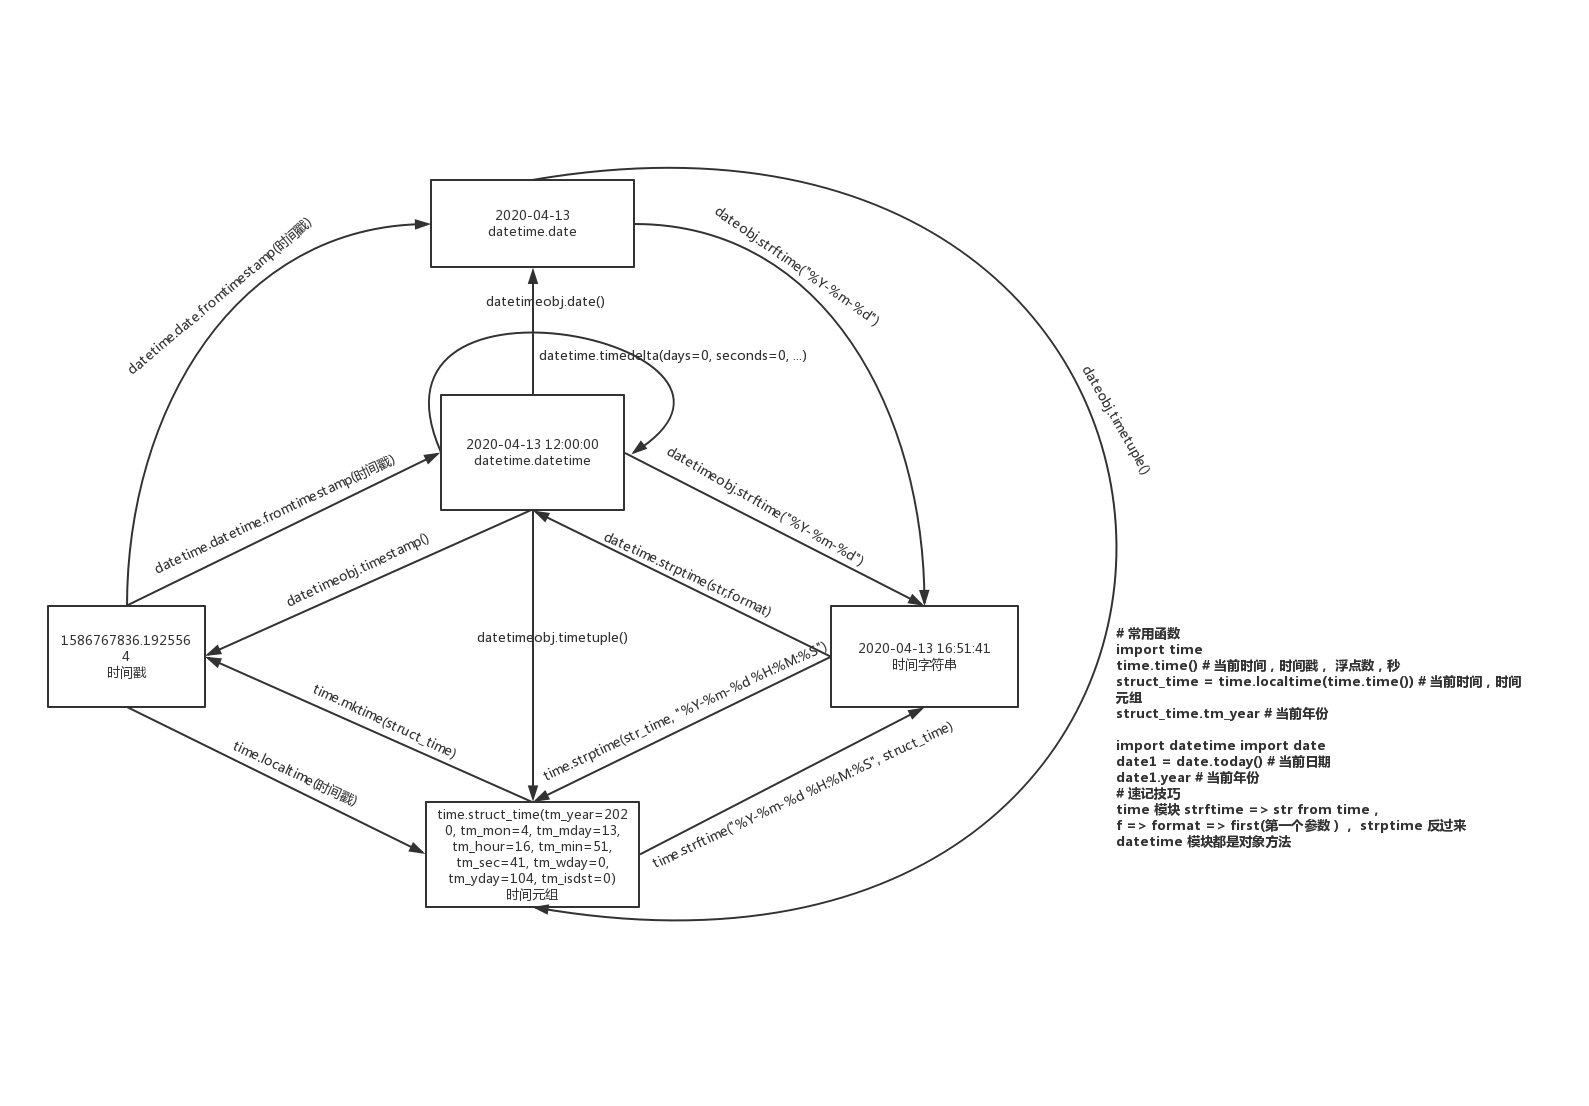 2020-04-13
datetime.date
datetime.date.fromtimestamp(时间戳)
dateobj.strftime("%Y-%m-%d")
datetimeobj.date()
datetime.timedelta(days=0, seconds=0, ...)
dateobj.timetuple()
2020-04-13 12:00:00
datetime.datetime
datetime.datetime.fromtimestamp(时间戳)
datetimeobj.strftime("%Y-%m-%d")
datetimeobj.timestamp()
datetime.strptime(str,format)
datetimeobj.timetuple()
1586767836.192556
4
时间戳
2020-04-13 16:51:41
时间字符串
time.mktime(struct_time)
time.strptime(str_time, "%Y-%m-%d %H:%M:%S")
time.localtime(时间戳)
time.strftime("%Y-%m-%d %H:%M:%S", struct_time)
time.struct_time(tm_year=202
0, tm_mon=4, tm_mday=13,
tm_hour=16, tm_min=51,
tm_sec=41, tm_wday=0,
tm_yday=104, tm_isdst=0)
时间元组
# 常用函数
import time
time.time() # 当前时间，时间戳， 浮点数，秒
struct_time = time.localtime(time.time()) # 当前时间，时间
元组
struct_time.tm_year # 当前年份
import datetime import date
date1 = date.today() # 当前日期
date1.year # 当前年份
# 速记技巧
time 模块 strftime => str from time，
f => format => first(第一个参数）， strptime 反过来
datetime 模块都是对象方法